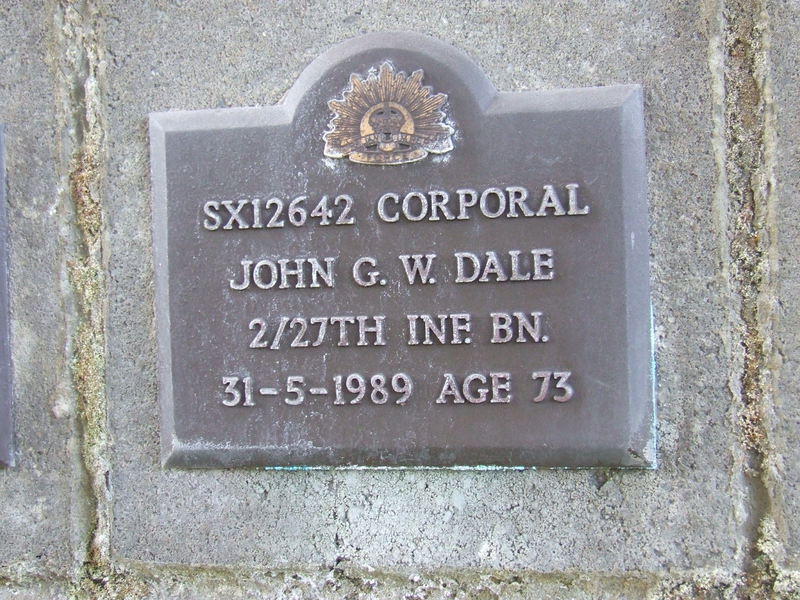 SX12642 CORPORAL
JOHN G. W. DALE
2/27TH INF. BN.
31-5-1989 AGE 73